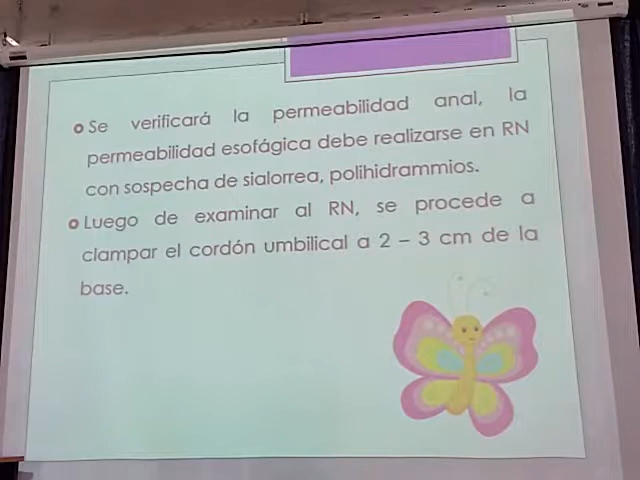 Se verificará la permeabilidad anal, la
permeabilidad esofágica debe realizarse en RN
con sospecha de sialorrea, polihidrammios.
Luego de examinar al RN, se procede a
clampar el cordón umbilical a 2 – 3 cm de la
base.